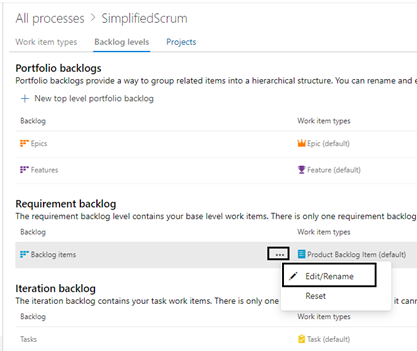 All processes > SimplifiedScrum
Work item types Backlog levels Projects
Portfolio backlogs
Portfolio backlogs provide a way to group related items into a hierarchical structure. You can rename and e
+ New top level portfolio backlog
Backlog Work item types
Epics Epic (default)
Features Feature (default)
Requirement backlog
The requirement backlog level contains your base level work items. There is only one requirement backlog
Backlog Work item types
Backlog items ... Product Backlog Item (default)
Edit/Rename
Reset
Iteration backlog
The iteration backlog contains your task work items. There is only one it cann
Backlog
Tasks Task (default)